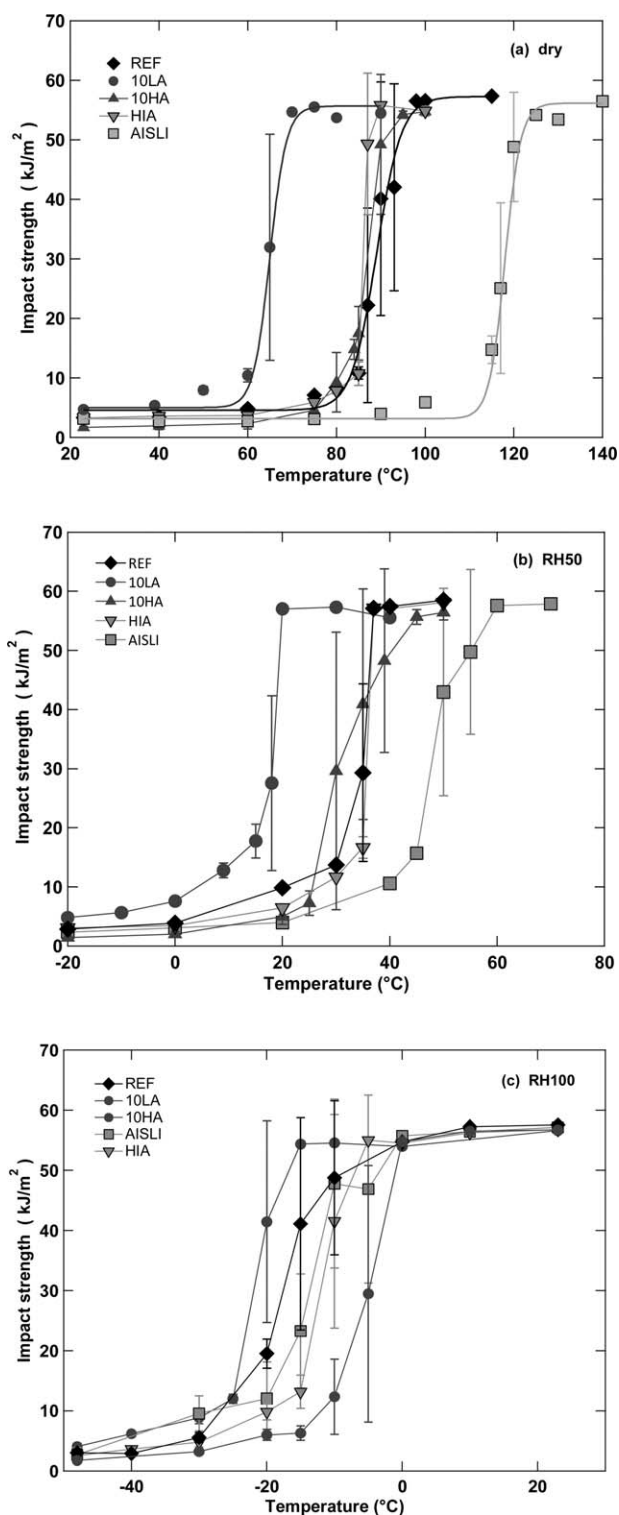 70
60
50
40
30
20
10
0
Impact strength ( kJ/m²)
(a) dry
REF
10LA
10HA
HIA
AISLI
20 40 60 80 100 120 140
Temperature (°C)
70
60
50
40
30
20
10
0
Impact strength ( kJ/m²)
(b) RH50
REF
10LA
10HA
HIA
AISLI
-20 0 20 40 60 80
Temperature (°C)
70
60
50
40
30
20
10
0
Impact strength ( kJ/m²)
(c) RH100
REF
10LA
10HA
AISLI
HIA
-40 -20 0 20
Temperature (°C)